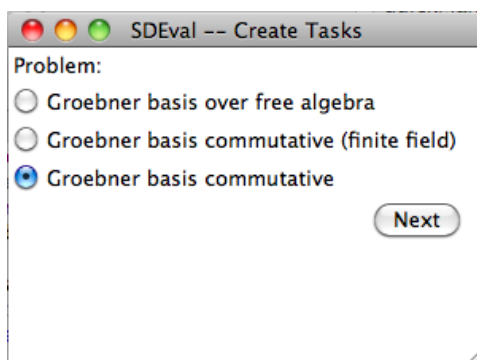 SDEval -- Create Tasks
Problem:
Groebner basis over free algebra
Groebner basis commutative (finite field)
Groebner basis commutative
Next